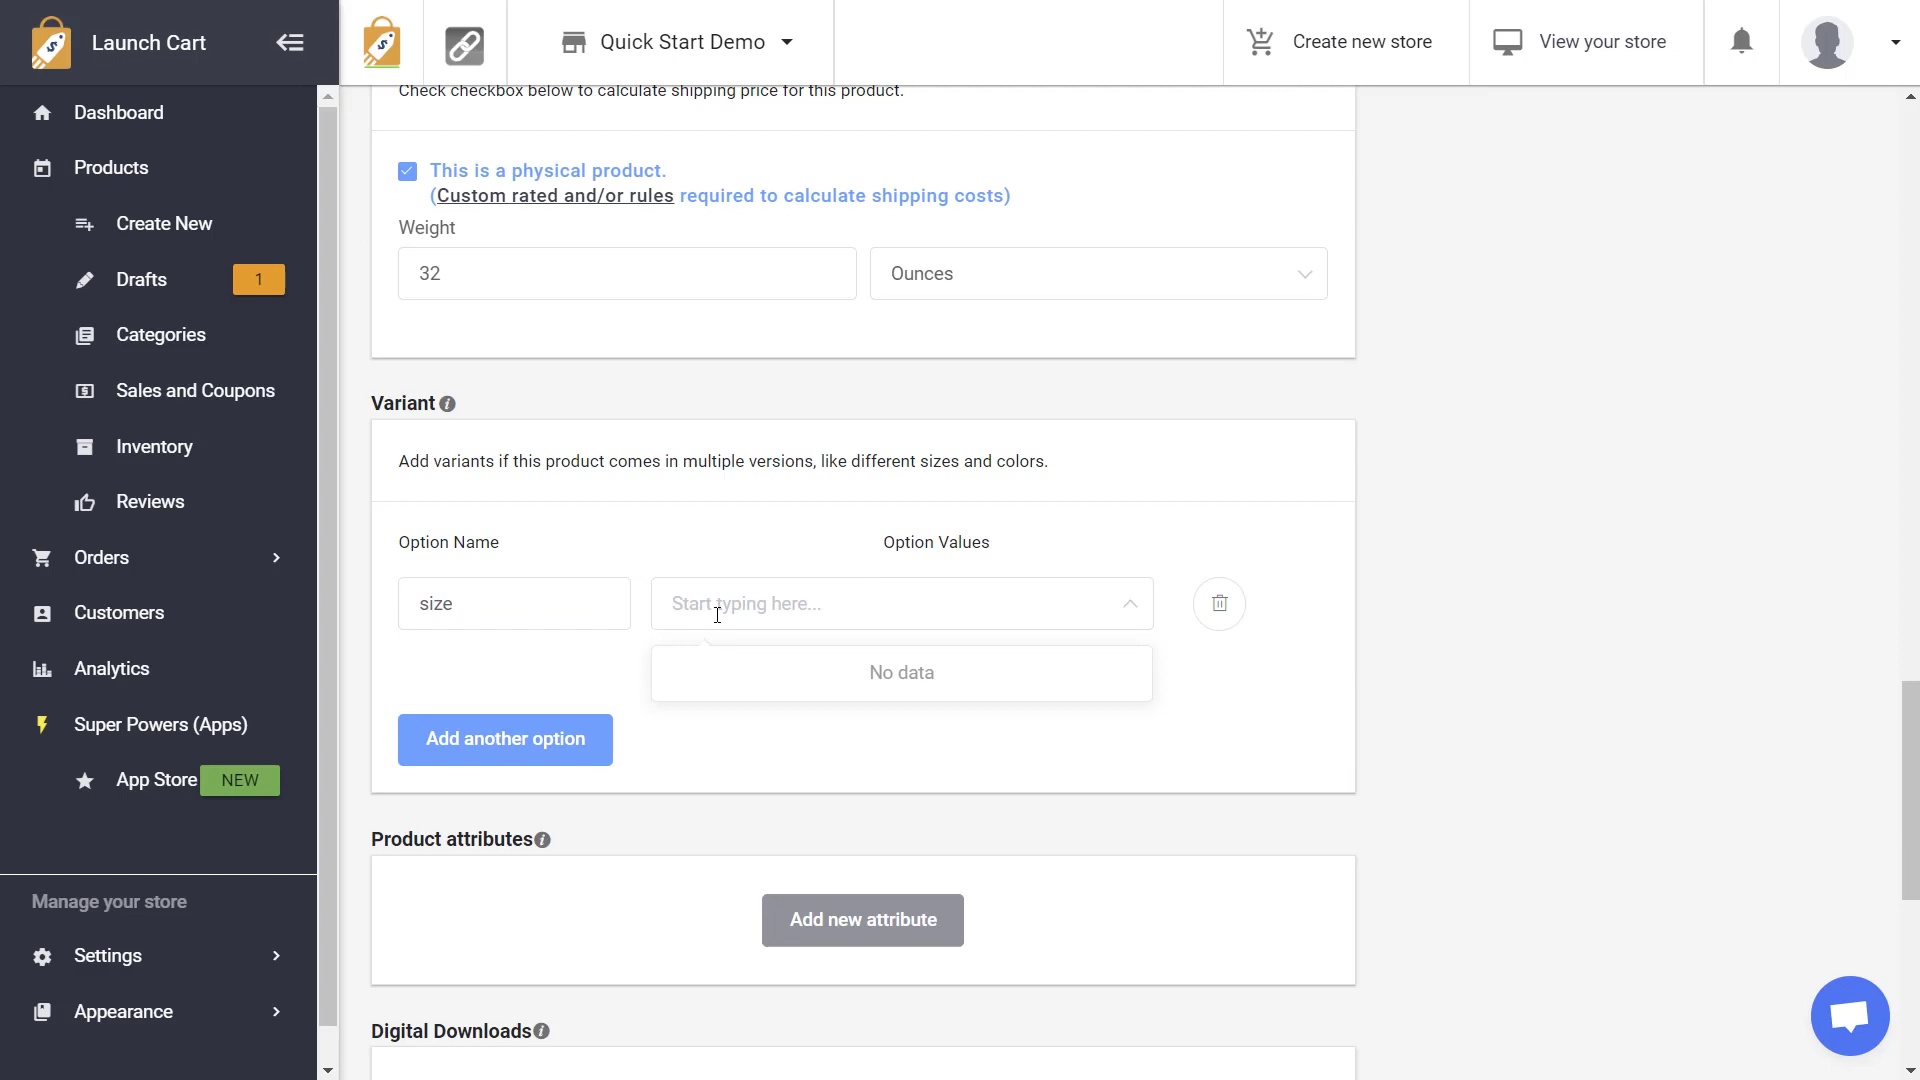 Launch Cart
Quick Start Demo
Create new store
View your store
Dashboard
Products
Create New
Drafts
1
Categories
Sales and Coupons
Inventory
Reviews
Orders
Customers
Analytics
Super Powers (Apps)
App Store
NEW
Manage your store
Settings
Appearance
Check checkbox below to calculate shipping price for this product.
This is a physical product.
(Custom rated and/or rules required to calculate shipping costs)
Weight
32
Ounces
Variant
Add variants if this product comes in multiple versions, like different sizes and colors.
Option Name
Option Values
size
Start typing here...
No data
Add another option
Product attributes
Add new attribute
Digital Downloads